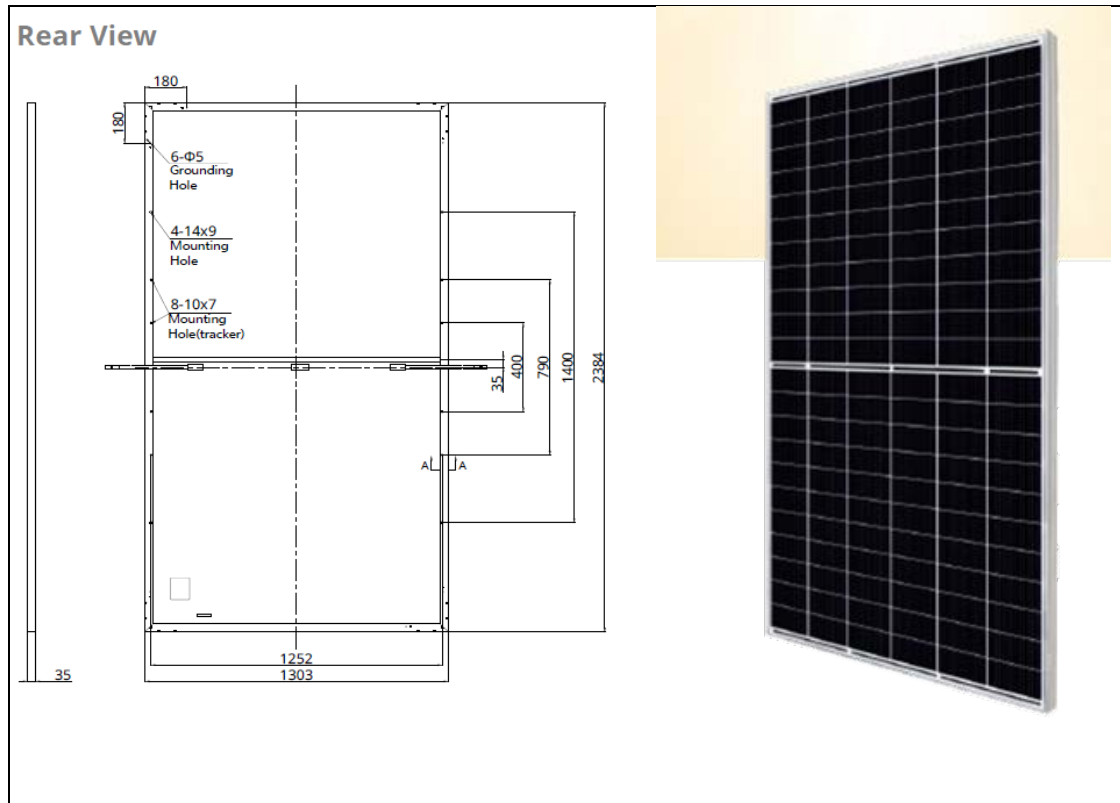 Rear View
180
180
6-Φ5
Grounding
Hole
4-14x9
Mounting
Hole
8-10x7
Mounting
Hole(tracker)
35
400
790
1400
2384
A
A
1252
1303
35